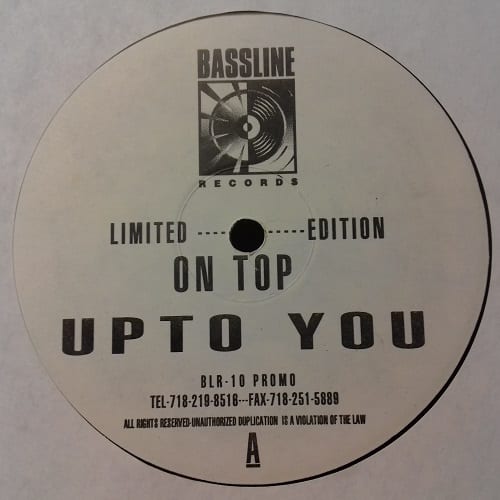 BASSLINE
RECORDS
LIMITED ------------EDITION
ON TOP
UPTO YOU
BLR-10 PROMO
TEL-718-219-8518---FAX-718-251-5889
ALL RIGHTS RESERVED-UNAUTHORIZED DUPLICATION IS A VIOLATION OF THE LAW
A